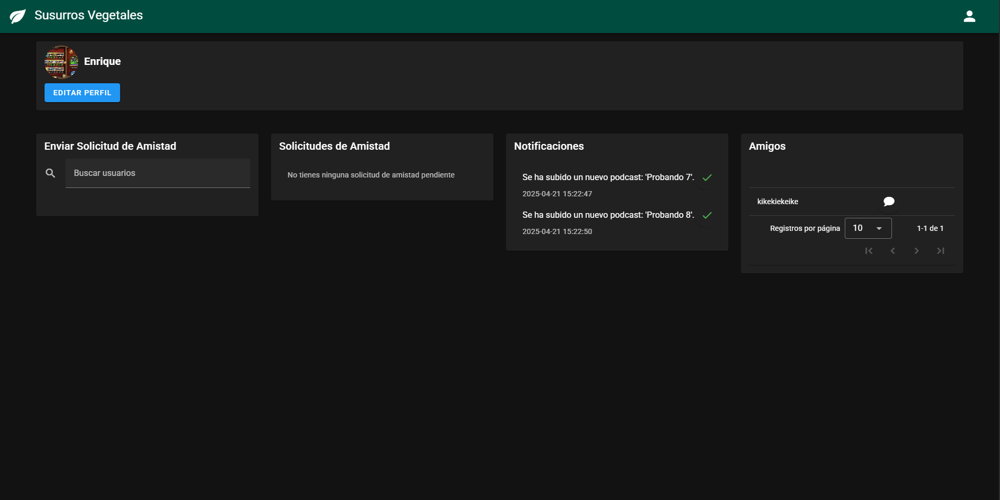 Susurros Vegetales
Enrique
EDITAR PERFIL
Enviar Solicitud de Amistad
Buscar usuarios
Solicitudes de Amistad
No tienes ninguna solicitud de amistad pendiente
Notificaciones
Se ha subido un nuevo podcast: 'Probando 7'.
2025-04-21 15:22:47
Se ha subido un nuevo podcast: 'Probando 8'.
2025-04-21 15:22:50
Amigos
kikekiekeike
Registros por página 10 1-1 de 1